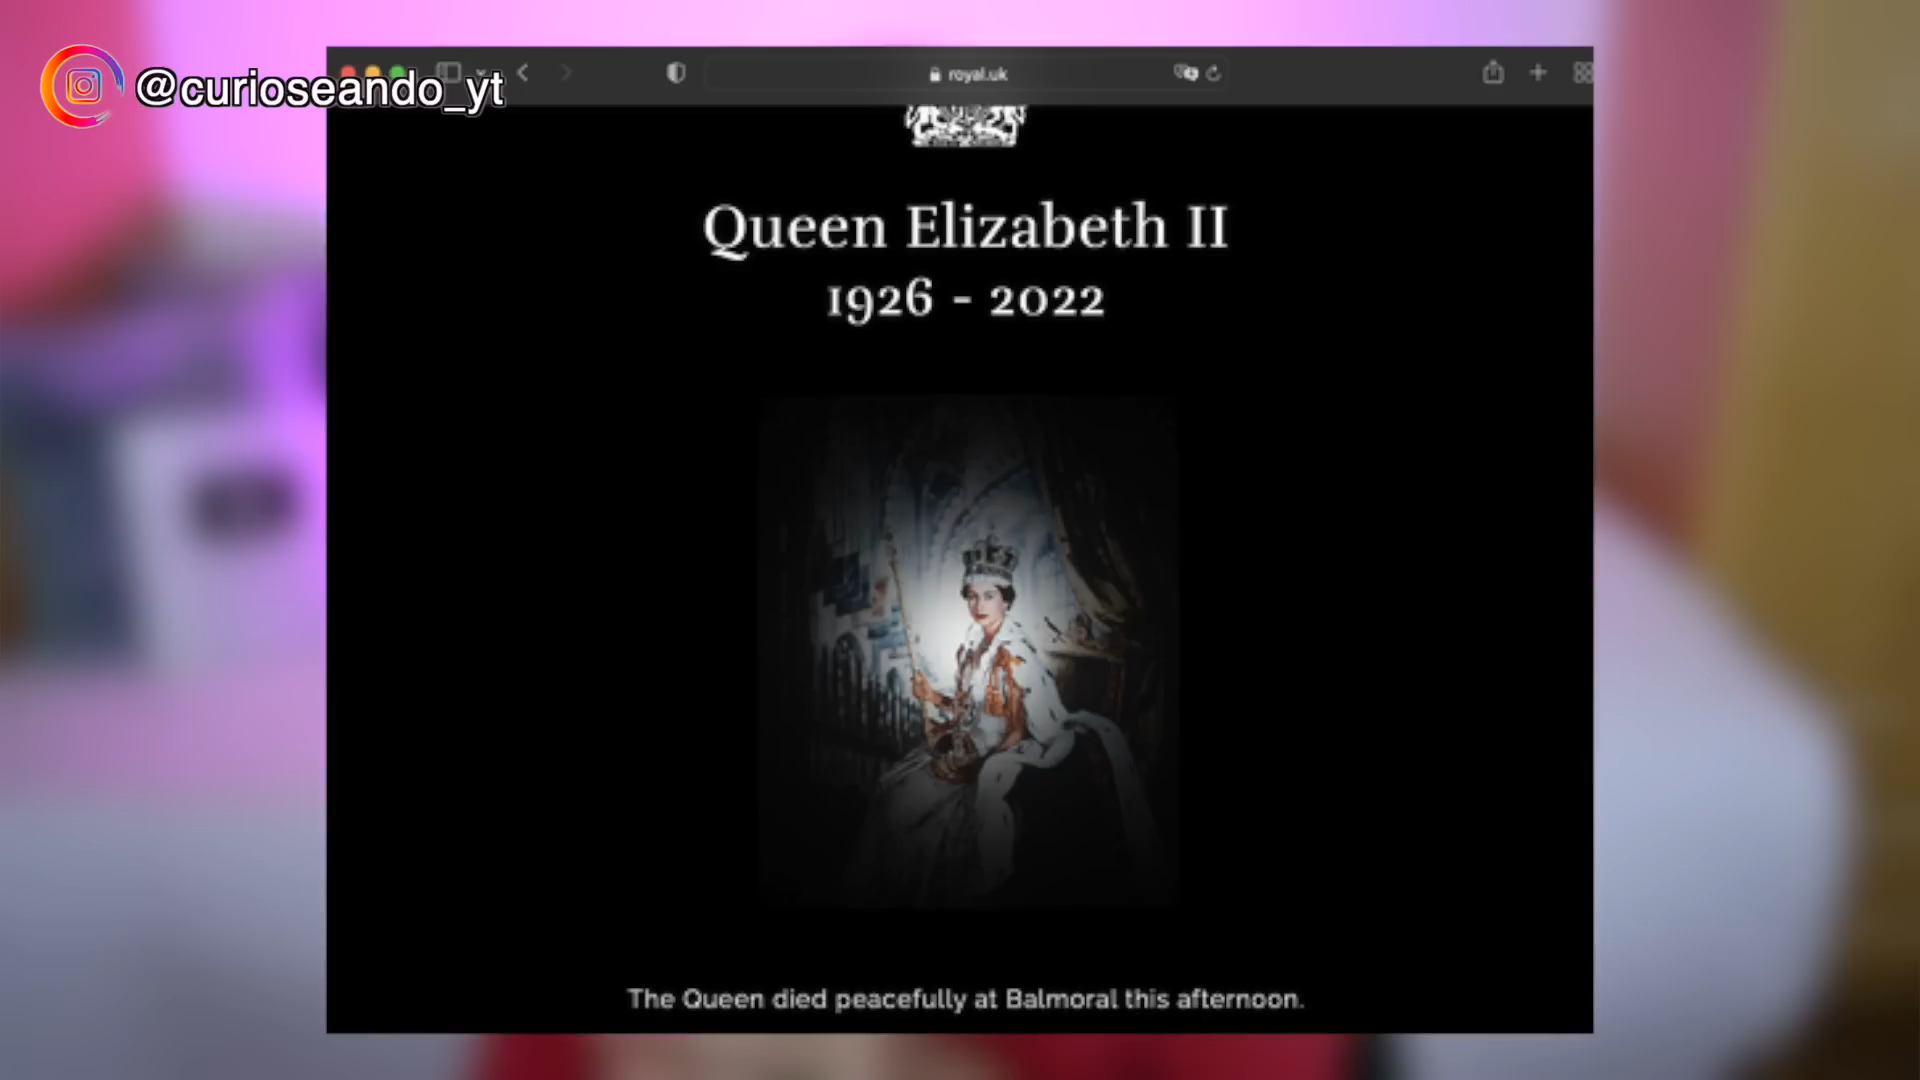 @curioseando_yt
royal.uk
Queen Elizabeth II
1926 - 2022
The Queen died peacefully at Balmoral this afternoon.